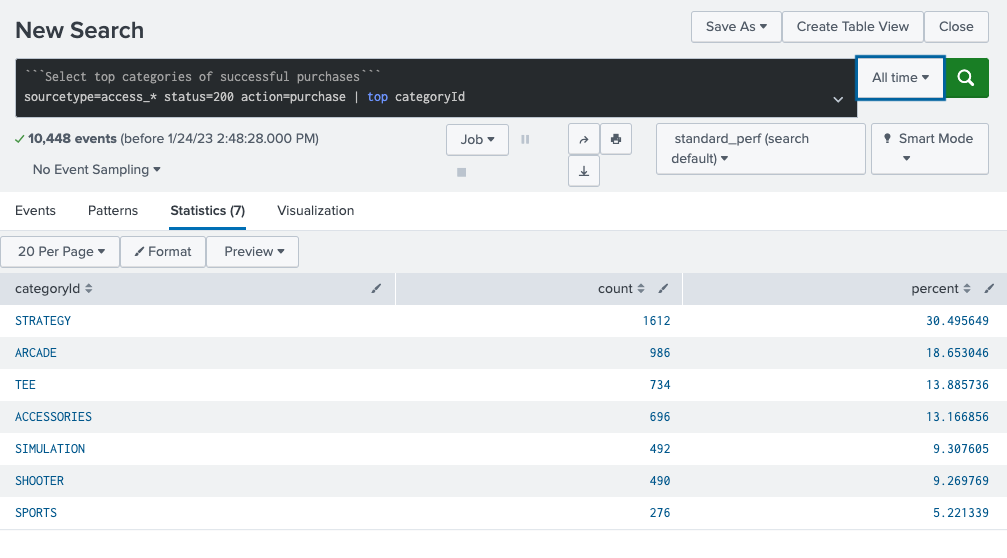 New Search
Save As
Create Table View
Close
```Select top categories of successful purchases```
sourcetype=access_* status=200 action=purchase | top categoryId
All time
10,448 events (before 1/24/23 2:48:28.000 PM)
Job
standard_perf (search default)
Smart Mode
No Event Sampling
Events
Patterns
Statistics (7)
Visualization
20 Per Page
Format
Preview
categoryId count percent
STRATEGY 1612 30.495649
ARCADE 986 18.653046
TEE 734 13.885736
ACCESSORIES 696 13.166856
SIMULATION 492 9.307605
SHOOTER 490 9.269769
SPORTS 276 5.221339